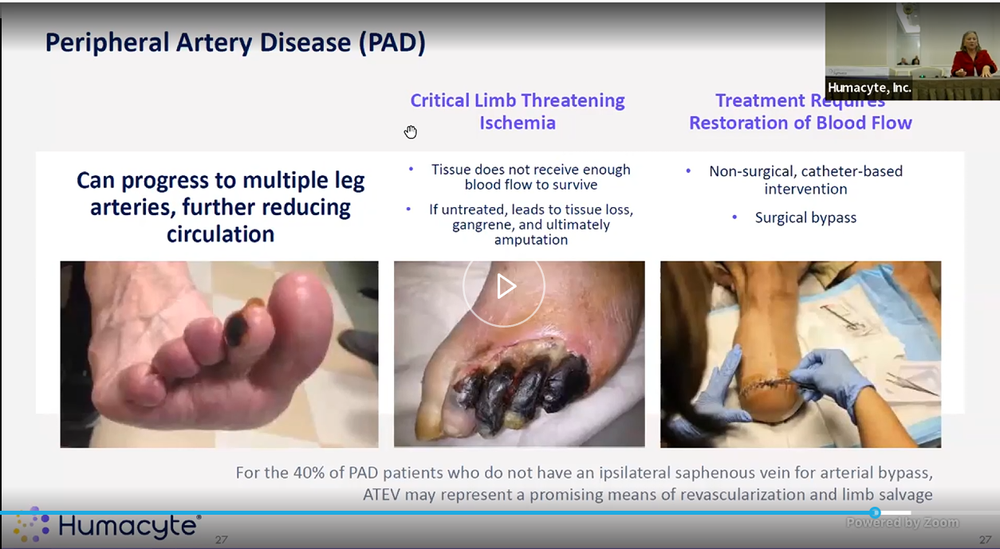 Peripheral Artery Disease (PAD)
Humacyte, Inc.
Can progress to multiple leg
arteries, further reducing
circulation
Critical Limb Threatening
Ischemia
• Tissue does not receive enough
blood flow to survive
• If untreated, leads to tissue loss,
gangrene, and ultimately
amputation
Treatment Requires
Restoration of Blood Flow
• Non-surgical, catheter-based
intervention
• Surgical bypass
For the 40% of PAD patients who do not have an ipsilateral saphenous vein for arterial bypass,
ATEV may represent a promising means of revascularization and limb salvage
Humacyte®
27
Powered by Zoom
27